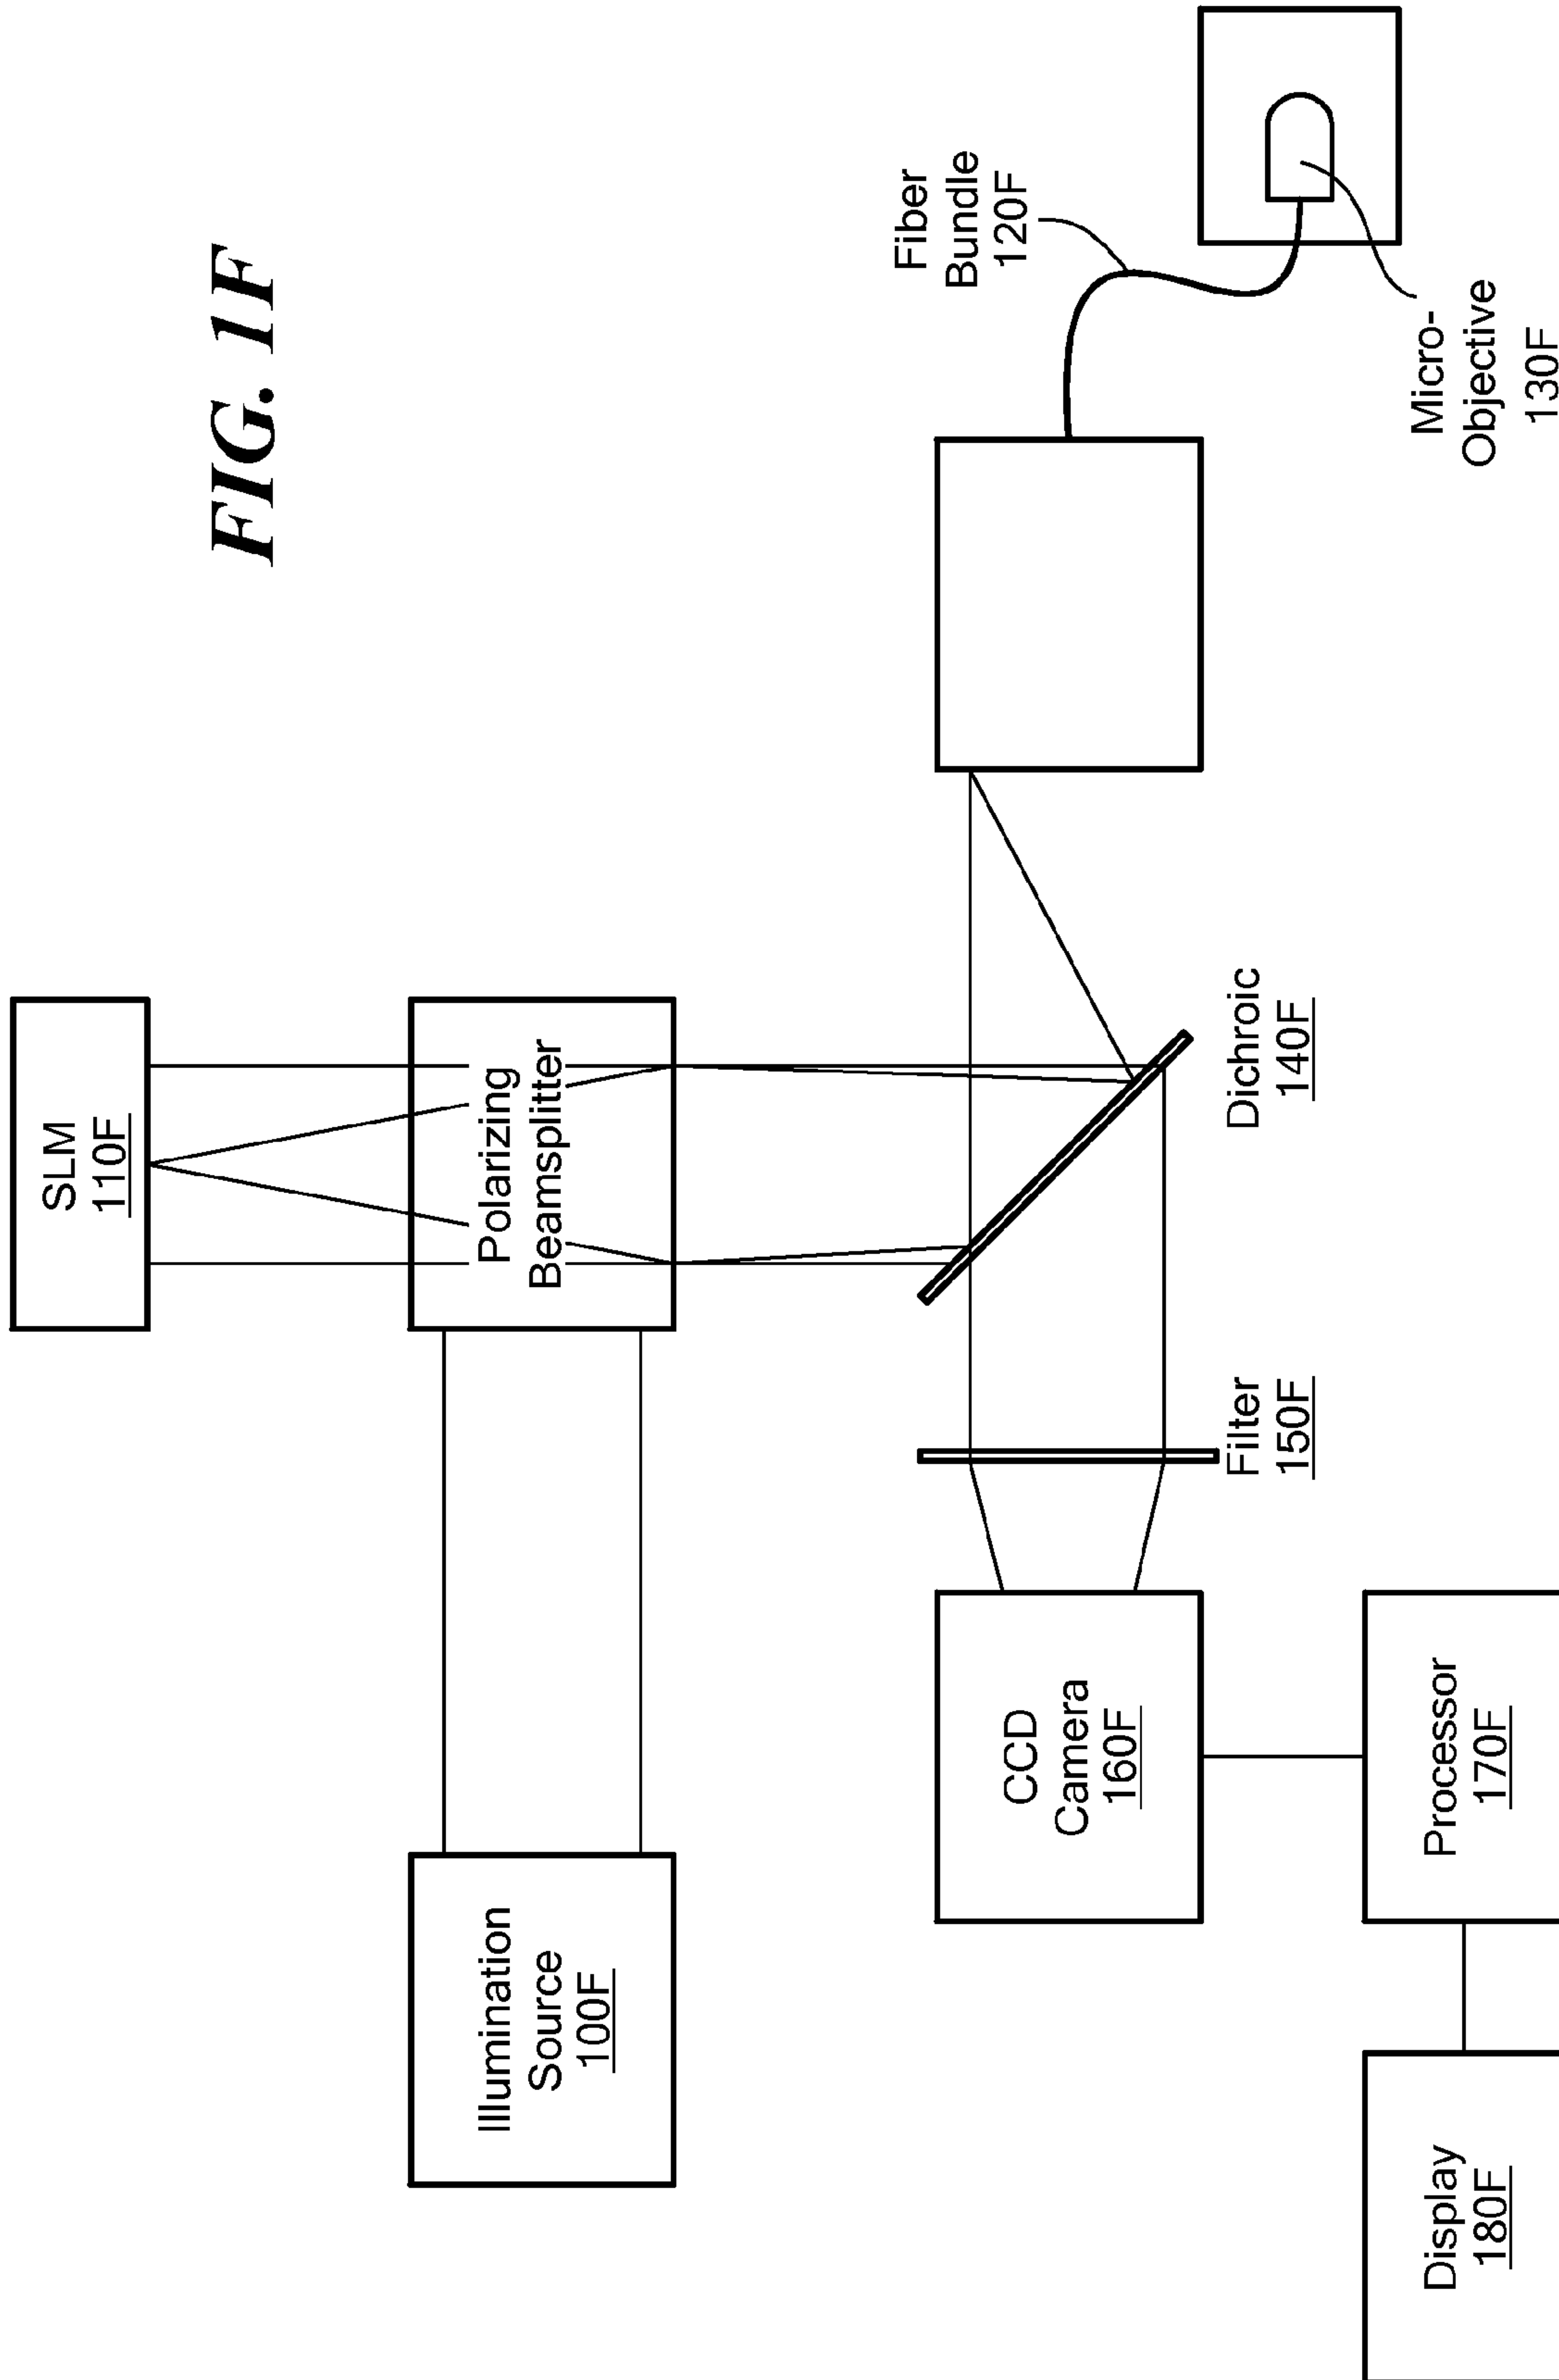 FIG. 1F
SLM
110F
Illumination
Source
100F
Polarizing
Beamsplitter
Fiber
Bundle
120F
CCD
Camera
160F
Filter
150F
Dichroic
140F
Micro-
Objective
130F
Display
180F
Processor
170F